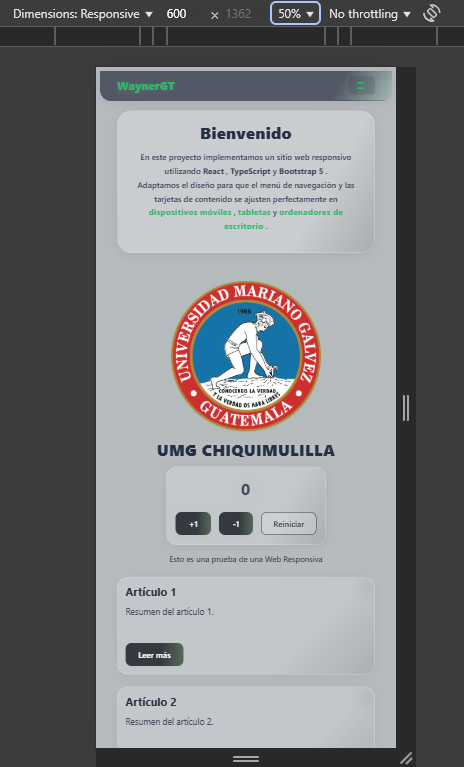 Dimensions: Responsive 600 × 1362 50% No throttling
WaynerGT
Bienvenido
En este proyecto implementamos un sitio web responsivo
utilizando React , TypeScript y Bootstrap 5 .
Adaptamos el diseño para que el menú de navegación y las
tarjetas de contenido se ajusten perfectamente en
dispositivos móviles , tabletas y ordenadores de
escritorio .
UNIVERSIDAD MARIANO GALVEZ
1966
CONOCEREIS LA VERDAD
Y LA VERDAD OS HARA LIBRES
GUATEMALA
UMG CHIQUIMULILLA
0
+1 -1 Reiniciar
Esto es una prueba de una Web Responsiva
Artículo 1
Resumen del artículo 1.
Leer más
Artículo 2
Resumen del artículo 2.